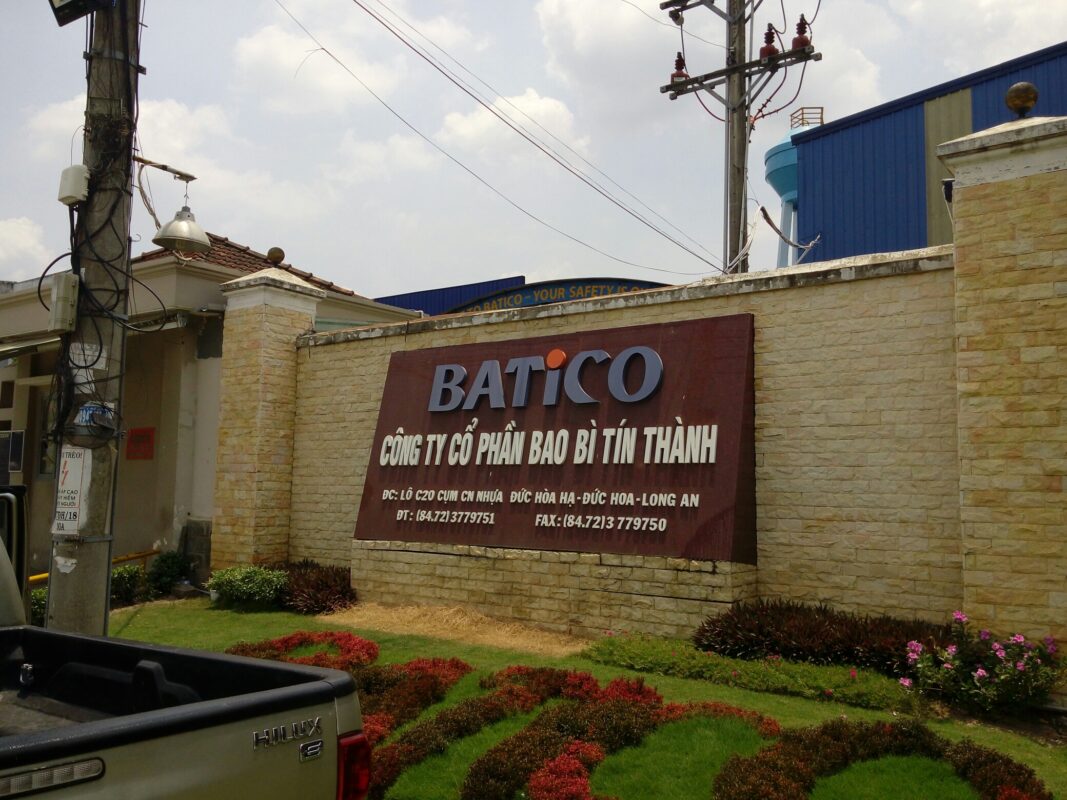 BATICO - YOUR SAFETY IS O
BATiCO
CÔNG TY CỔ PHẦN BAO BÌ TÍN THÀNH
ĐC: LÔ C20 CỤM CN NHỰA ĐỨC HÒA HẠ-ĐỨC HOA-LONG AN
ĐT: (84.72)3779751 FAX: (84.72)3 779750
TRÈO!
HILUX E